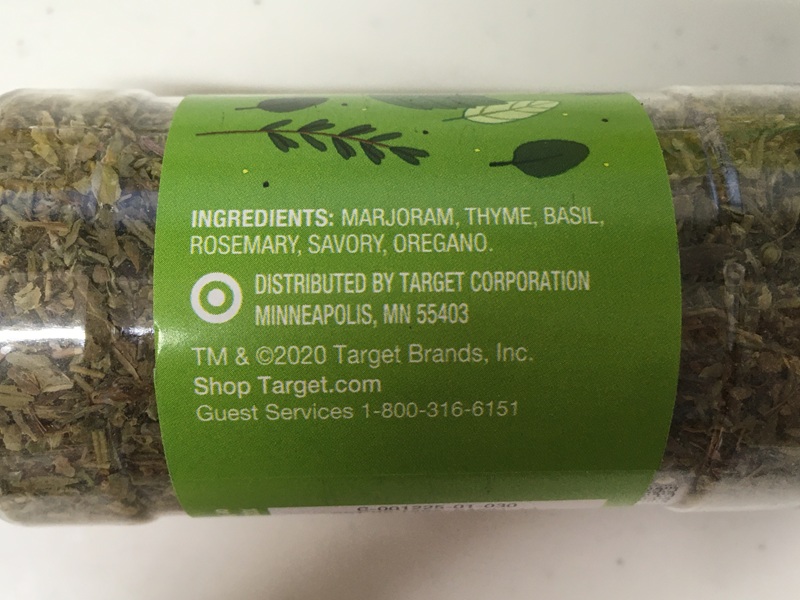 INGREDIENTS: MARJORAM, THYME, BASIL,
ROSEMARY, SAVORY, OREGANO.
DISTRIBUTED BY TARGET CORPORATION
MINNEAPOLIS, MN 55403
TM & ©2020 Target Brands, Inc.
Shop Target.com
Guest Services 1-800-316-6151